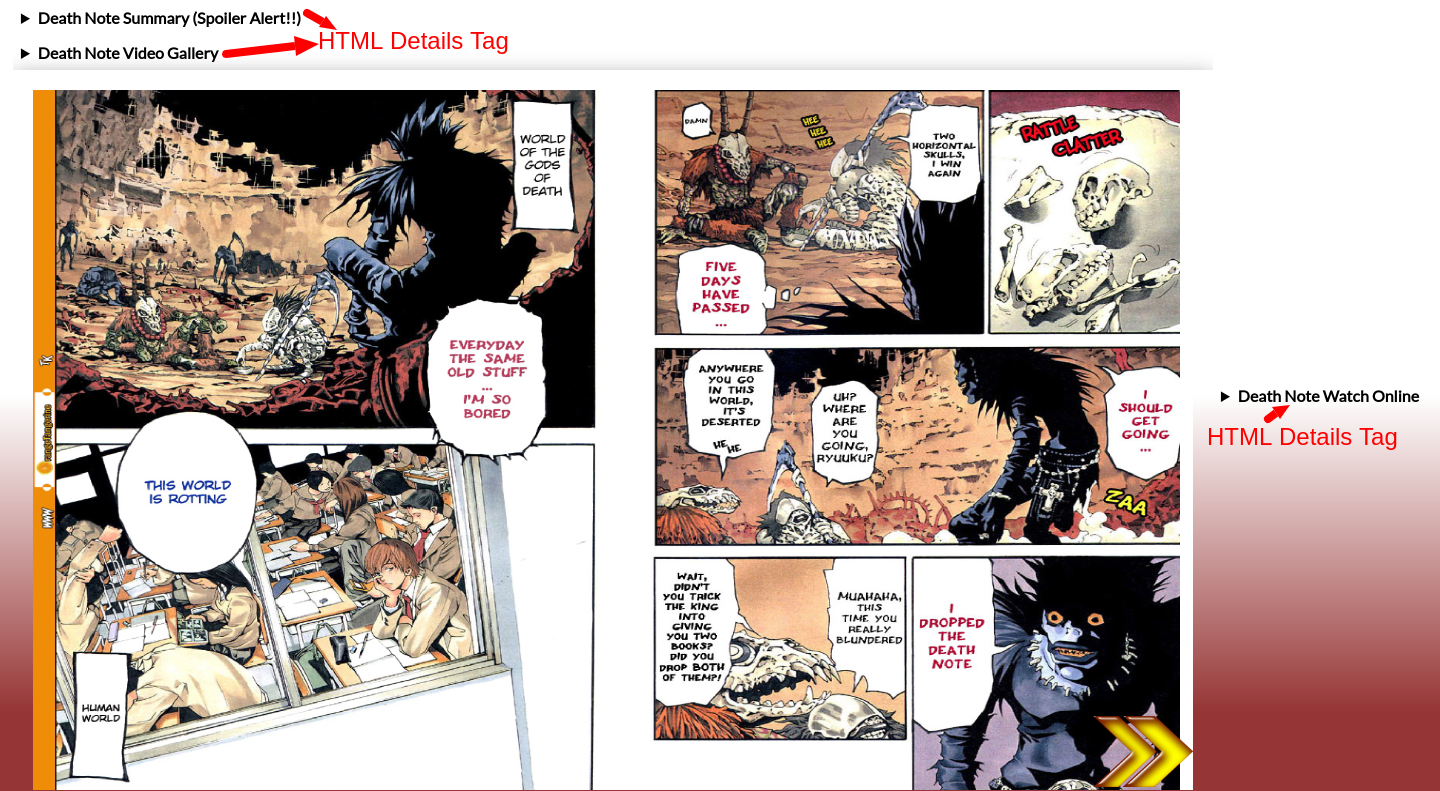 Death Note Summary (Spoiler Alert!!)
HTML Details Tag
Death Note Video Gallery
WORLD
OF THE
GODS
OF
DEATH
EVERYDAY
THE SAME
OLD STUFF
...
I'M SO
BORED
THIS WORLD
IS ROTTING
HUMAN
WORLD
DAMN
HEE
HEE
HEE
TWO
HORIZONTAL
SKULLS,
I WIN
AGAIN
FIVE
DAYS
HAVE
PASSED
...
RATTLE
CLATTER
ANYWHERE
YOU GO
IN THIS
WORLD,
IT'S
DESERTED
HE
HE
UH?
WHERE
ARE
YOU
GOING,
RYUUKU?
I
SHOULD
GET
GOING
...
ZAA
WAIT,
DIDN'T
YOU TRICK
THE KING
INTO
GIVING
YOU TWO
BOOKS?
DID YOU
DROP BOTH
OF THEM?!
MUAHAHA,
THIS
TIME YOU
REALLY
BLUNDERED
I
DROPPED
THE
DEATH
NOTE
Death Note Watch Online
HTML Details Tag